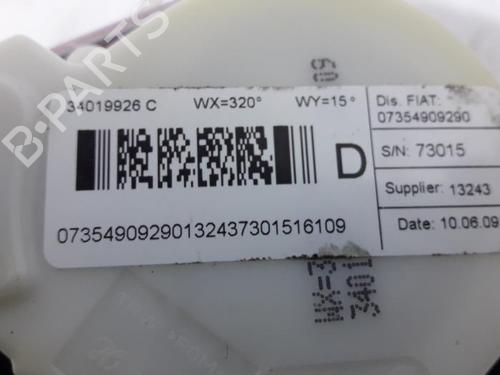 34019926 C WX=320° WY=15°
Dis. FIAT:
07354909290
S/N: 73015
D
Supplier: 13243
Date: 10.06.09
07354909290132437301516109
B-PARTS